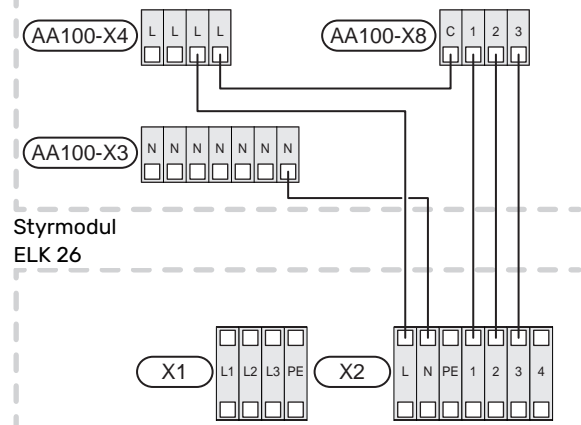 AA100-X4 L L L L AA100-X8 C 1 2 3
AA100-X3 N N N N N N N
Styrmodul
ELK 26
X1 L1 L2 L3 PE X2 L N PE 1 2 3 4